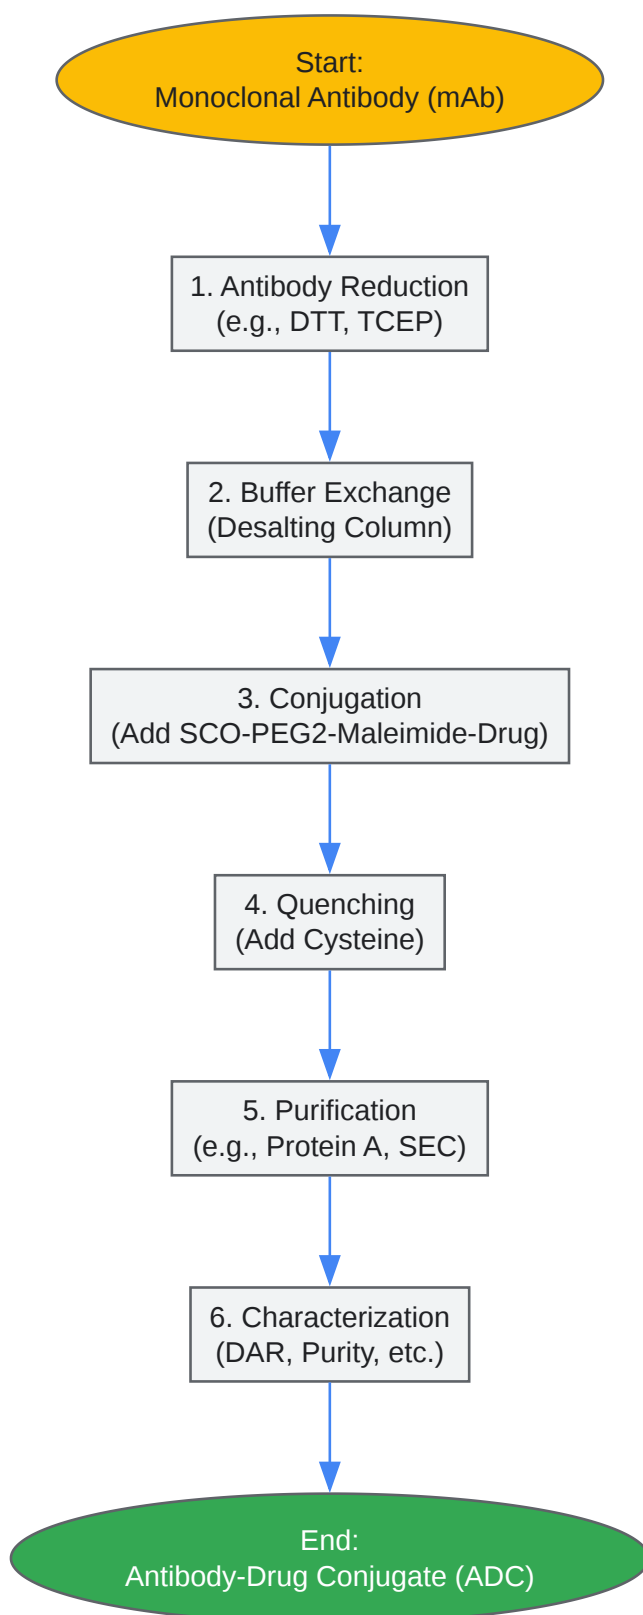 Start:
Monoclonal Antibody (mAb)
1. Antibody Reduction
(e.g., DTT, TCEP)
2. Buffer Exchange
(Desalting Column)
3. Conjugation
(Add SCO-PEG2-Maleimide-Drug)
4. Quenching
(Add Cysteine)
5. Purification
(e.g., Protein A, SEC)
6. Characterization
(DAR, Purity, etc.)
End:
Antibody-Drug Conjugate (ADC)